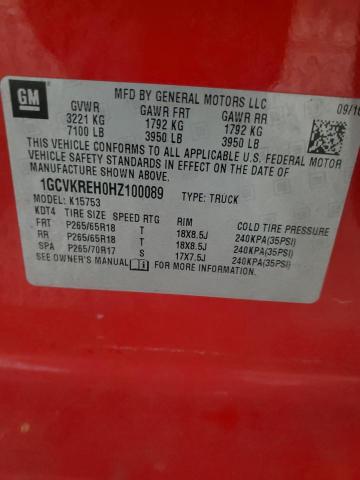 GM
MFD BY GENERAL MOTORS LLC
09/16
GVWR GAWR FRT GAWR RR
3221 KG 1792 KG 1792 KG
7100 LB 3950 LB 3950 LB
THIS VEHICLE CONFORMS TO ALL APPLICABLE U.S. FEDERAL MOTOR
VEHICLE SAFETY STANDARDS IN EFFECT ON THE DATE OF
MANUFACTURE SHOWN ABOVE.
1GCVKREH0HZ100089 TYPE: TRUCK
MODEL: K15753
KDT4 TIRE SIZE SPEED RTG RIM COLD TIRE PRESSURE
FRT P265/65R18 T 18X8.5J 240KPA(35PSI)
RR P265/65R18 T 18X8.5J 240KPA(35PSI)
SPA P265/70R17 S 17X7.5J 240KPA(35PSI)
SEE OWNER'S MANUAL FOR MORE INFORMATION